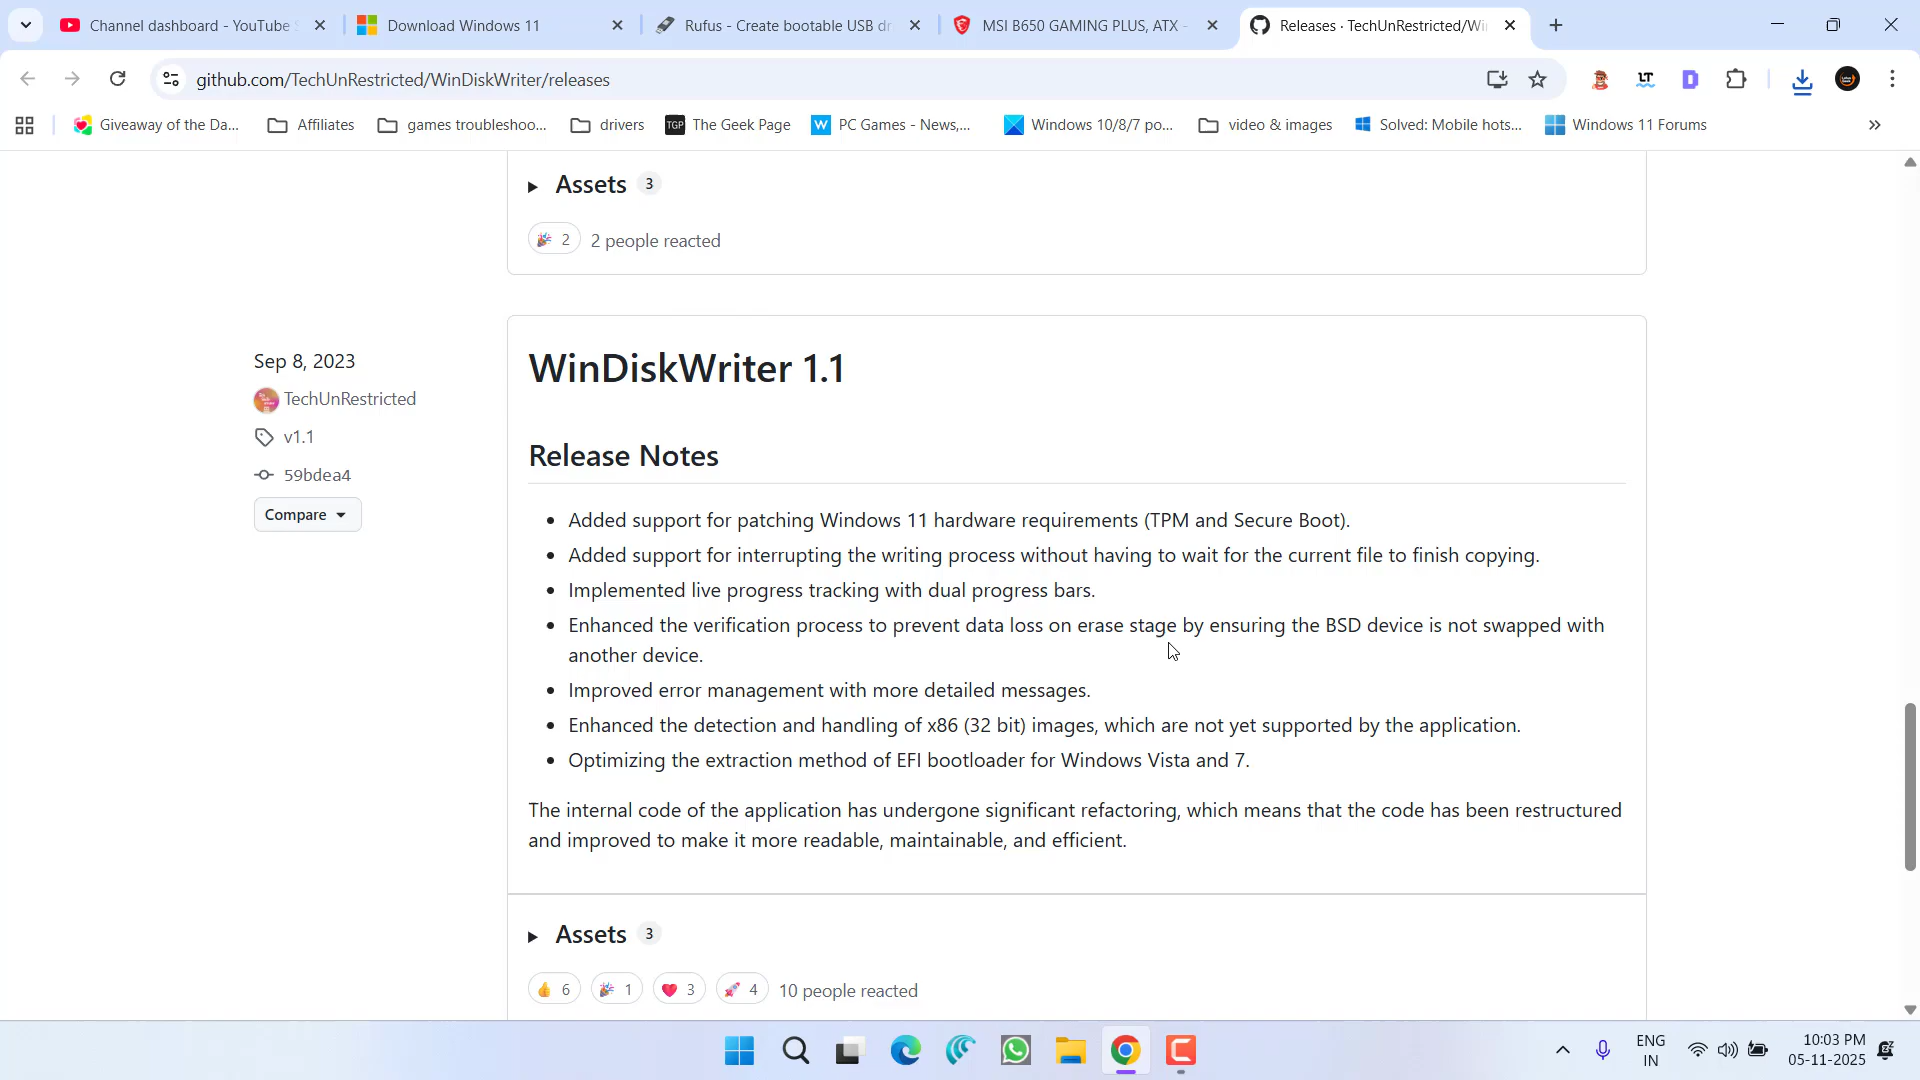 Channel dashboard - YouTube S
Download Windows 11
Rufus - Create bootable USB dr
MSI B650 GAMING PLUS, ATX -
Releases · TechUnRestricted/Wi
github.com/TechUnRestricted/WinDiskWriter/releases
Giveaway of the Da...
Affiliates
games troubleshoo...
drivers
TGP The Geek Page
W PC Games - News,...
Windows 10/8/7 po...
video & images
Solved: Mobile hots...
Windows 11 Forums
Assets 3
2 2 people reacted
Sep 8, 2023
TechUnRestricted
v1.1
59bdea4
Compare
WinDiskWriter 1.1
Release Notes
Added support for patching Windows 11 hardware requirements (TPM and Secure Boot).
Added support for interrupting the writing process without having to wait for the current file to finish copying.
Implemented live progress tracking with dual progress bars.
Enhanced the verification process to prevent data loss on erase stage by ensuring the BSD device is not swapped with
another device.
Improved error management with more detailed messages.
Enhanced the detection and handling of x86 (32 bit) images, which are not yet supported by the application.
Optimizing the extraction method of EFI bootloader for Windows Vista and 7.
The internal code of the application has undergone significant refactoring, which means that the code has been restructured
and improved to make it more readable, maintainable, and efficient.
Assets 3
6 1 3 4 10 people reacted
ENG
IN
10:03 PM
05-11-2025